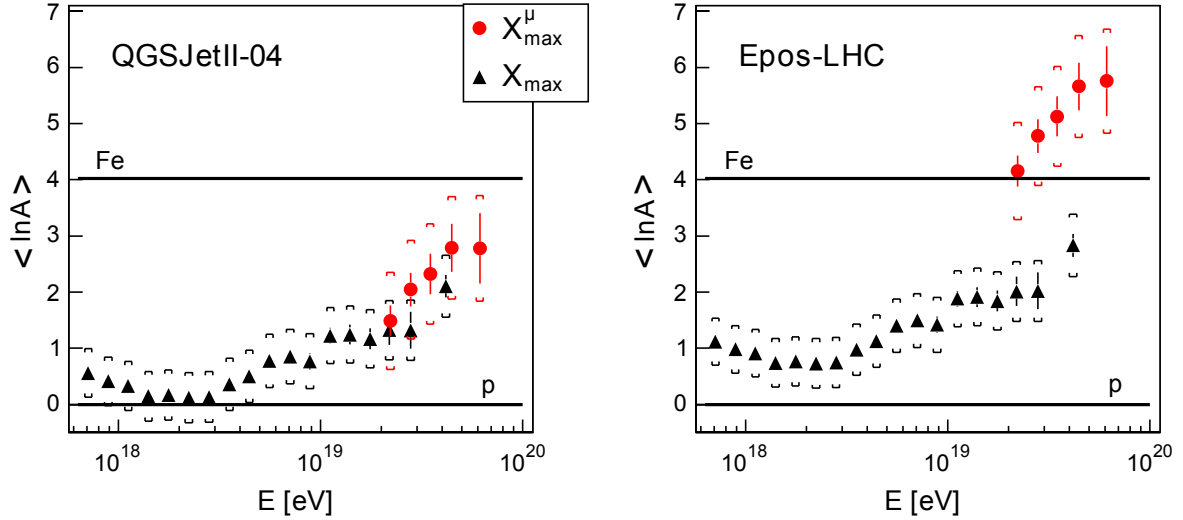 7
6
5
4
3
2
1
0
< lnA >
QGSJetII-04
X^μ_max
X_max
Fe
10^18
10^19
10^20
E [eV]
7
6
5
4
3
2
1
0
< lnA >
Epos-LHC
Fe
p
10^18
10^19
10^20
E [eV]
p